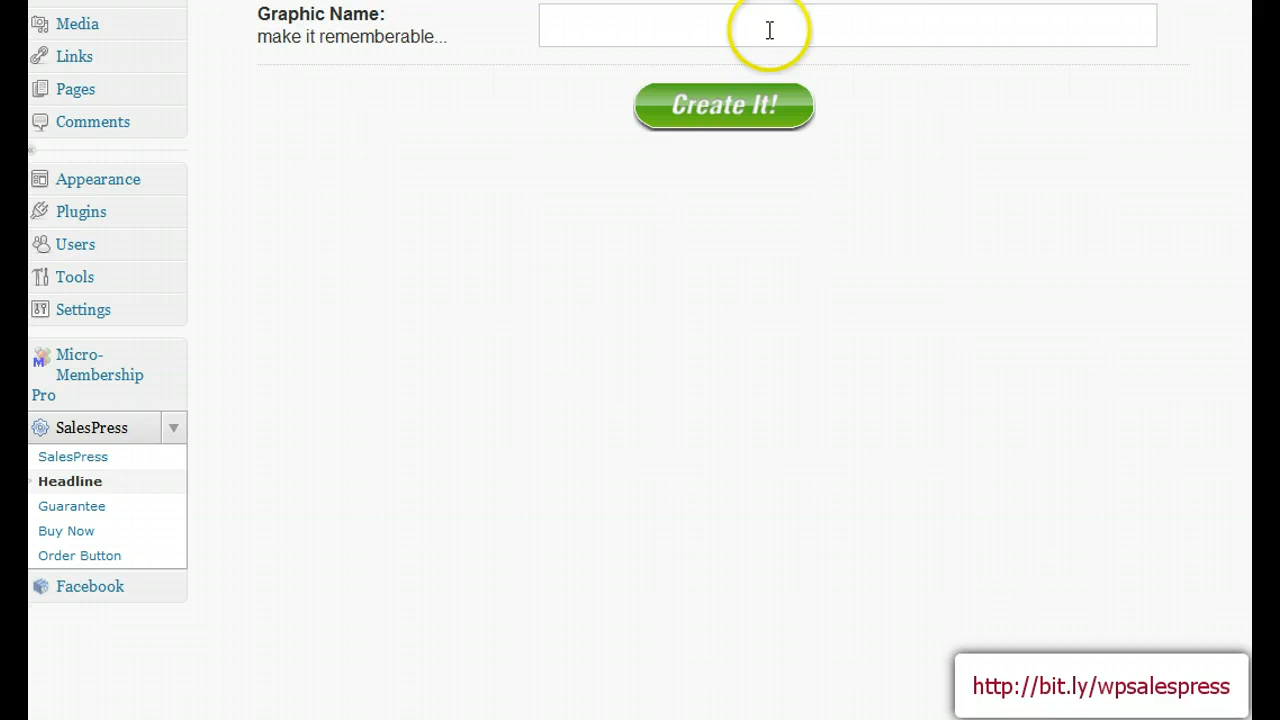 Media
Links
Pages
Comments
Appearance
Plugins
Users
Tools
Settings
Micro-
Membership
Pro
SalesPress
SalesPress
Headline
Guarantee
Buy Now
Order Button
Facebook
Graphic Name:
make it rememberable...
Create It!
http://bit.ly/wpsalespress